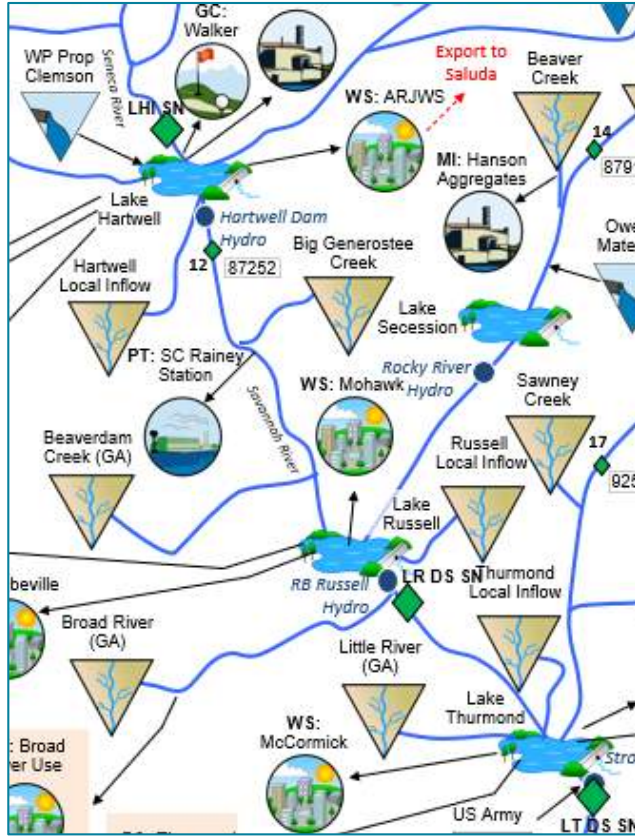 GC:
Walker
WP Prop
Clemson
Seneca River
LHI SN
Export to
Saluda
Beaver
Creek
WS: ARJWS
14
MI: Hanson
Aggregates
Lake
Hartwell
Hartwell Dam
Hydro
12
87252
Big Generostee
Creek
Hartwell
Local Inflow
Lake
Secession
PT: SC Rainey
Station
Savannah River
WS: Mohawk
Rocky River
Hydro
Sawney
Creek
Beaverdam
Creek (GA)
Russell
Local Inflow
17
Lake
Russell
RB Russell
Hydro
LR DS SN
Thurmond
Local Inflow
Broad River
(GA)
Little River
(GA)
Lake
Thurmond
WS:
McCormick
: Broad
US Army
LT DS SN